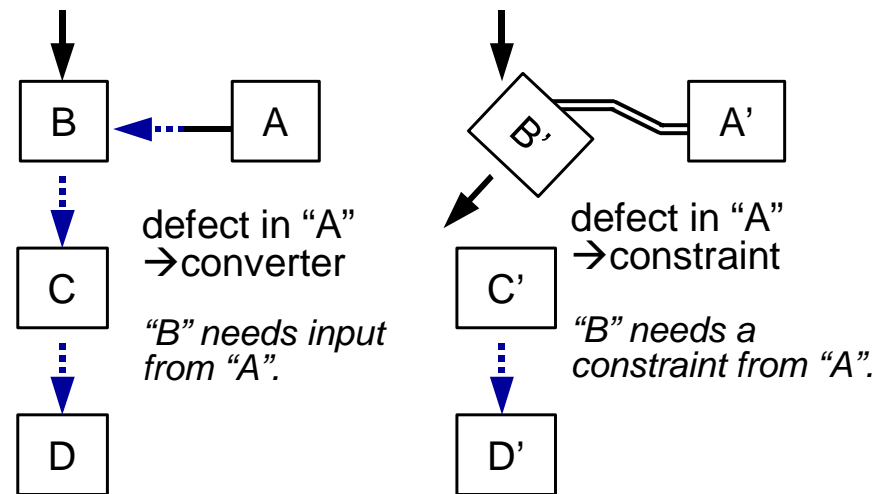 B
A
C
defect in “A”
→converter
“B” needs input
from “A”.
D
B’
A’
defect in “A”
→constraint
C’
“B” needs a
constraint from “A”.
D’